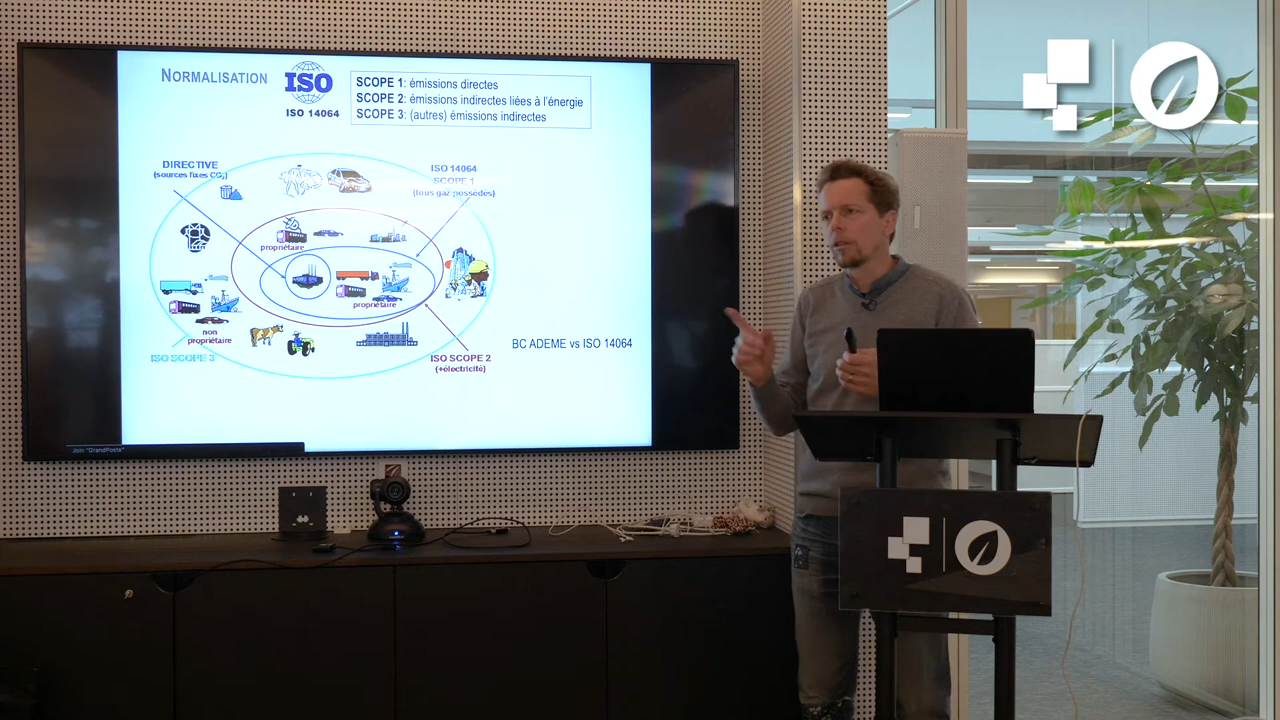 NORMALISATION
ISO
ISO 14064
SCOPE 1: émissions directes
SCOPE 2: émissions indirectes liées à l'énergie
SCOPE 3: (autres) émissions indirectes
DIRECTIVE
(sources fixes CO2)
ISO 14064
SCOPE 1
(tous gaz possédés)
propriétaire
propriétaire
non
propriétaire
ISO SCOPE 3
ISO SCOPE 2
(+électricité)
BC ADEME vs ISO 14064
Join "GrandPoste"